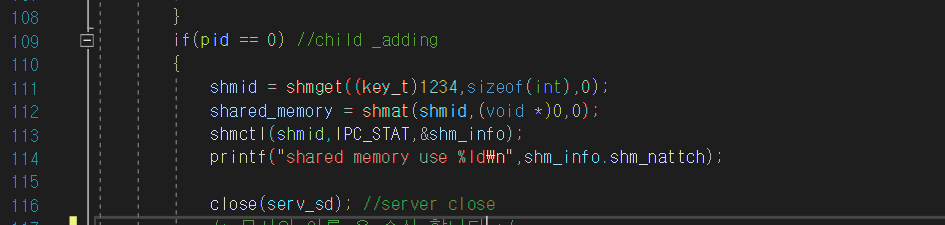 108 }
109 if(pid == 0) //child _adding
110 {
111 shmid = shmget((key_t)1234,sizeof(int),0);
112 shared_memory = shmat(shmid,(void *)0,0);
113 shmctl(shmid,IPC_STAT,&shm_info);
114 printf("shared memory use %ld₩n",shm_info.shm_nattch);
115
116 close(serv_sd); //server close